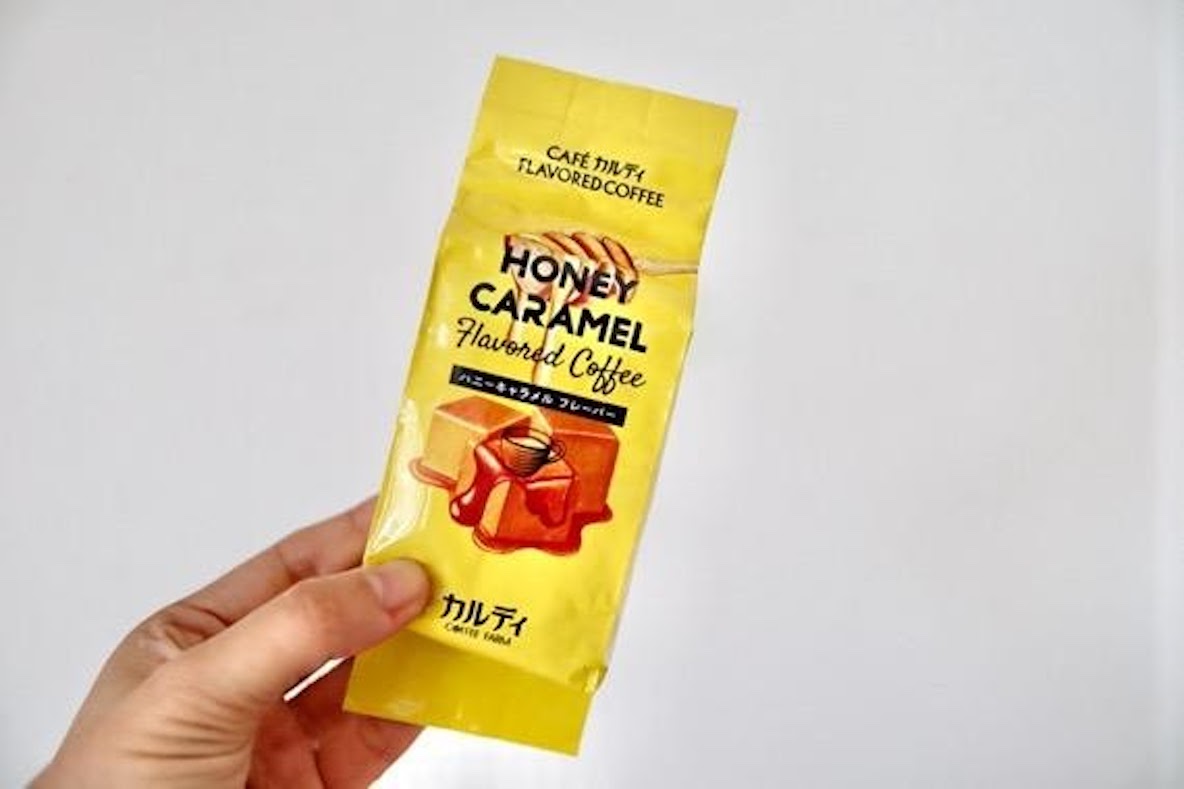 CAFÉ カルディ
FLAVORED COFFEE
HONEY
CARAMEL
Flavored Coffee
ハニーキャラメル フレーバー
カルディ
COFFEE FARM